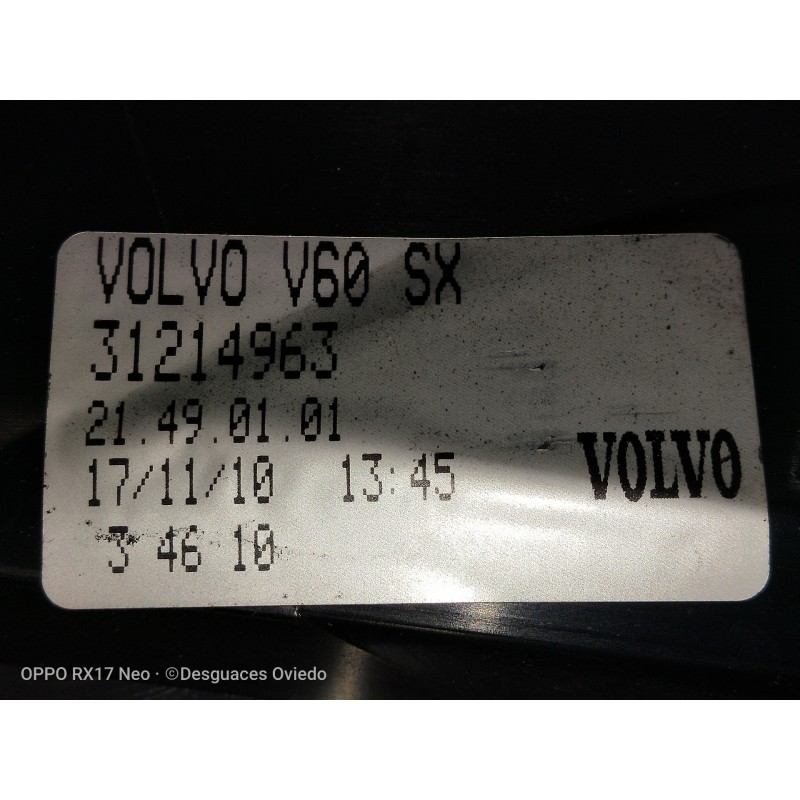 VOLVO V60 SX
31214963
21.49.01.01
17/11/10 13:45
VOLVO
3 46 10
OPPO RX17 Neo · ©Desguaces Oviedo